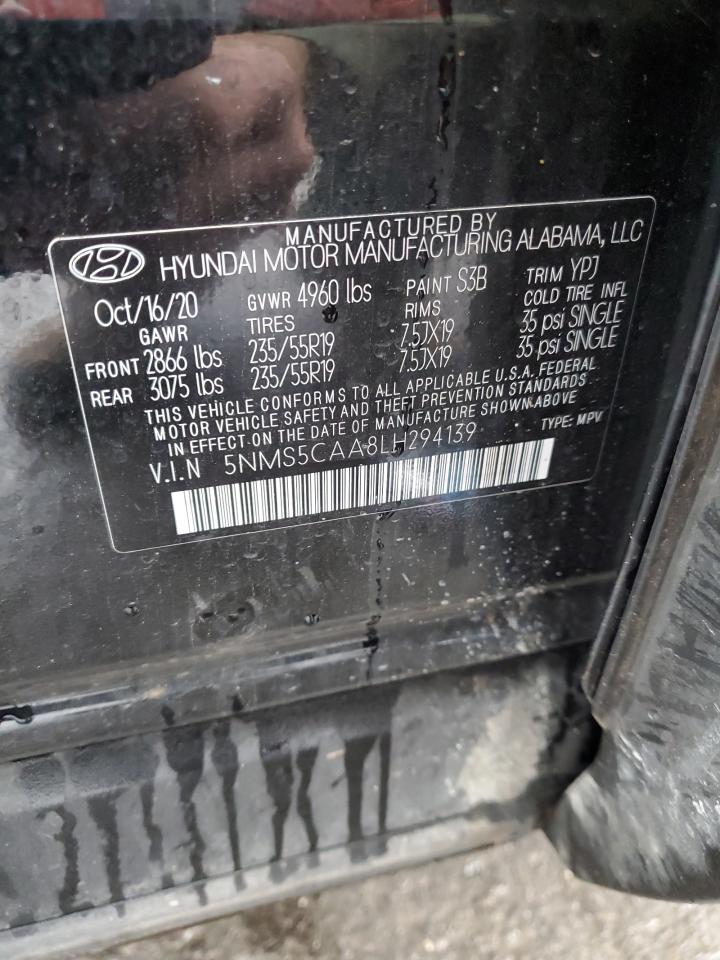 MANUFACTURED BY
HYUNDAI MOTOR MANUFACTURING ALABAMA, LLC
Oct/16/20 GVWR 4960 lbs PAINT S3B TRIM YPJ
GAWR TIRES RIMS COLD TIRE INFL
FRONT 2866 lbs 235/55R19 7.5JX19 35 psi SINGLE
REAR 3075 lbs 235/55R19 7.5JX19 35 psi SINGLE
THIS VEHICLE CONFORMS TO ALL APPLICABLE U.S.A. FEDERAL
MOTOR VEHICLE SAFETY AND THEFT PREVENTION STANDARDS
IN EFFECT ON THE DATE OF MANUFACTURE SHOWN ABOVE
V.I.N 5NMS5CAA8LH294139 TYPE: MPV